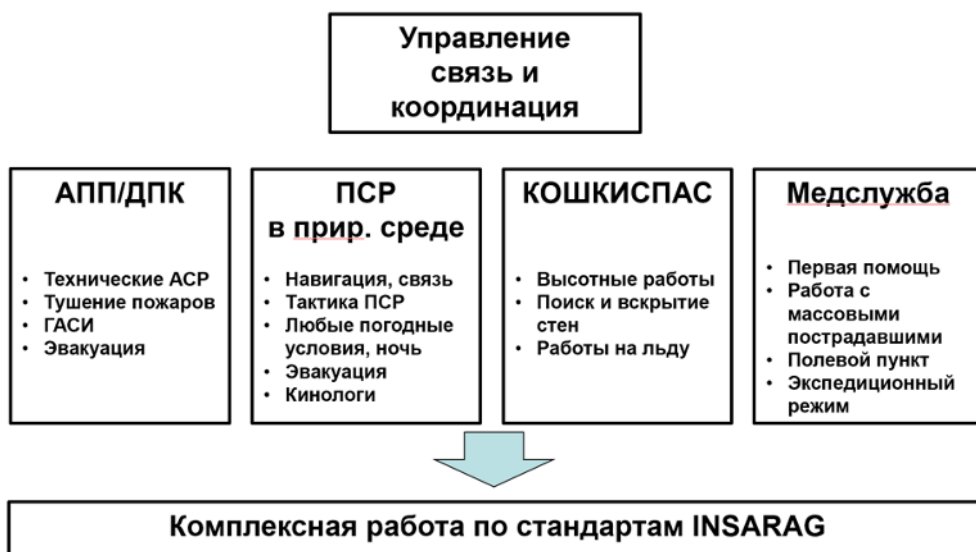 Управление
связь и
координация
АПП/ДПК
• Технические АСР
• Тушение пожаров
• ГАСИ
• Эвакуация
ПСР
в прир. среде
• Навигация, связь
• Тактика ПСР
• Любые погодные
условия, ночь
• Эвакуация
• Кинологи
КОШКИСПАС
• Высотные работы
• Поиск и вскрытие
стен
• Работы на льду
Медслужба
• Первая помощь
• Работа с
массовыми
пострадавшими
• Полевой пункт
• Экспедиционный
режим
Комплексная работа по стандартам INSARAG